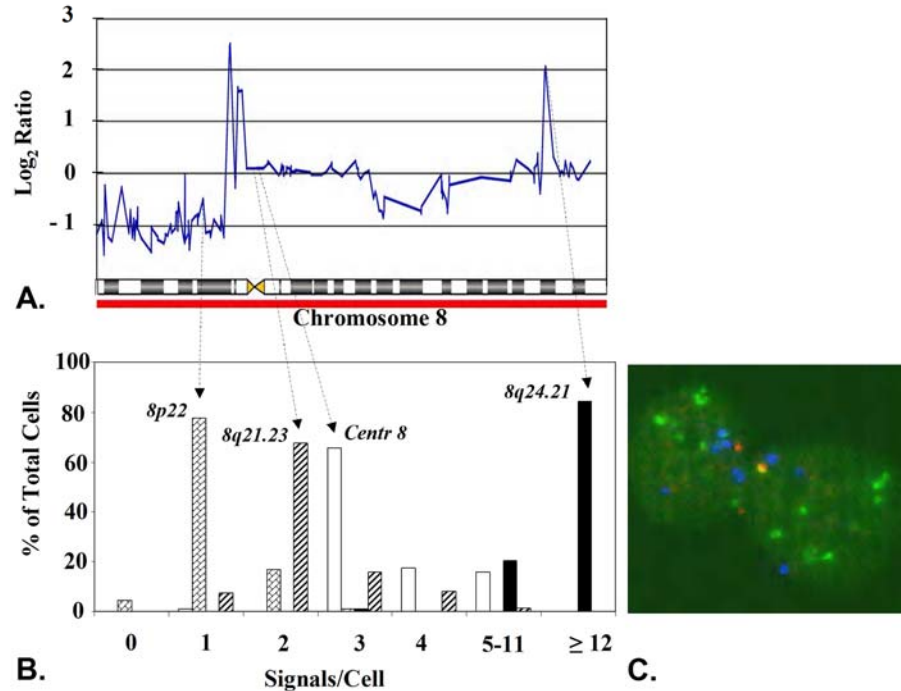 3
2
1
0
- 1
Log2 Ratio
A.
Chromosome 8
100
80
60
40
20
0
% of Total Cells
8p22
8q21.23
Centr 8
8q24.21
0 1 2 3 4 5-11 ≥ 12
B.
Signals/Cell
C.